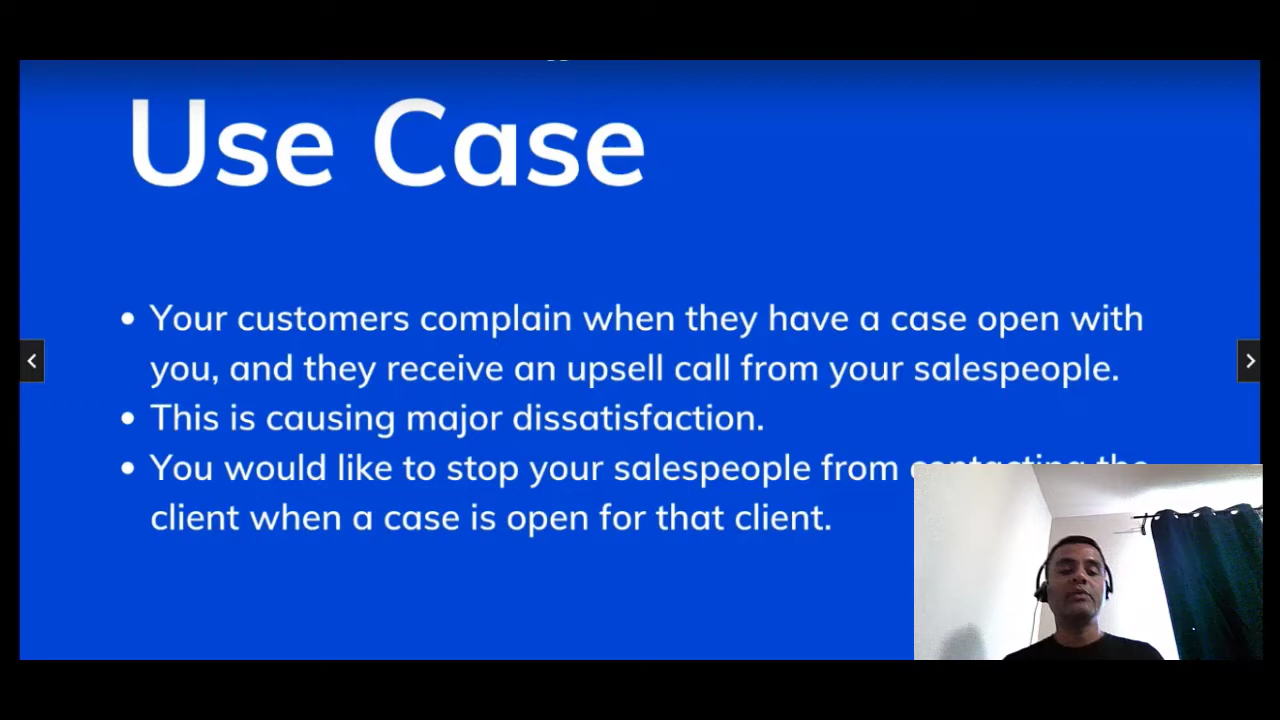 Use Case
Your customers complain when they have a case open with
you, and they receive an upsell call from your salespeople.
This is causing major dissatisfaction.
You would like to stop your salespeople from contacting the
client when a case is open for that client.